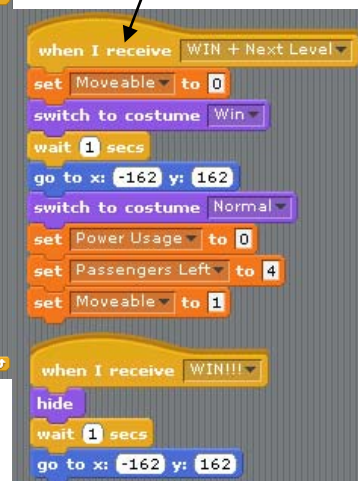 when I receive WIN + Next Level
set Moveable to 0
switch to costume Win
wait 1 secs
go to x: -162 y: 162
switch to costume Normal
set Power Usage to 0
set Passengers Left to 4
set Moveable to 1
when I receive WIN!!!
hide
wait 1 secs
go to x: -162 y: 162